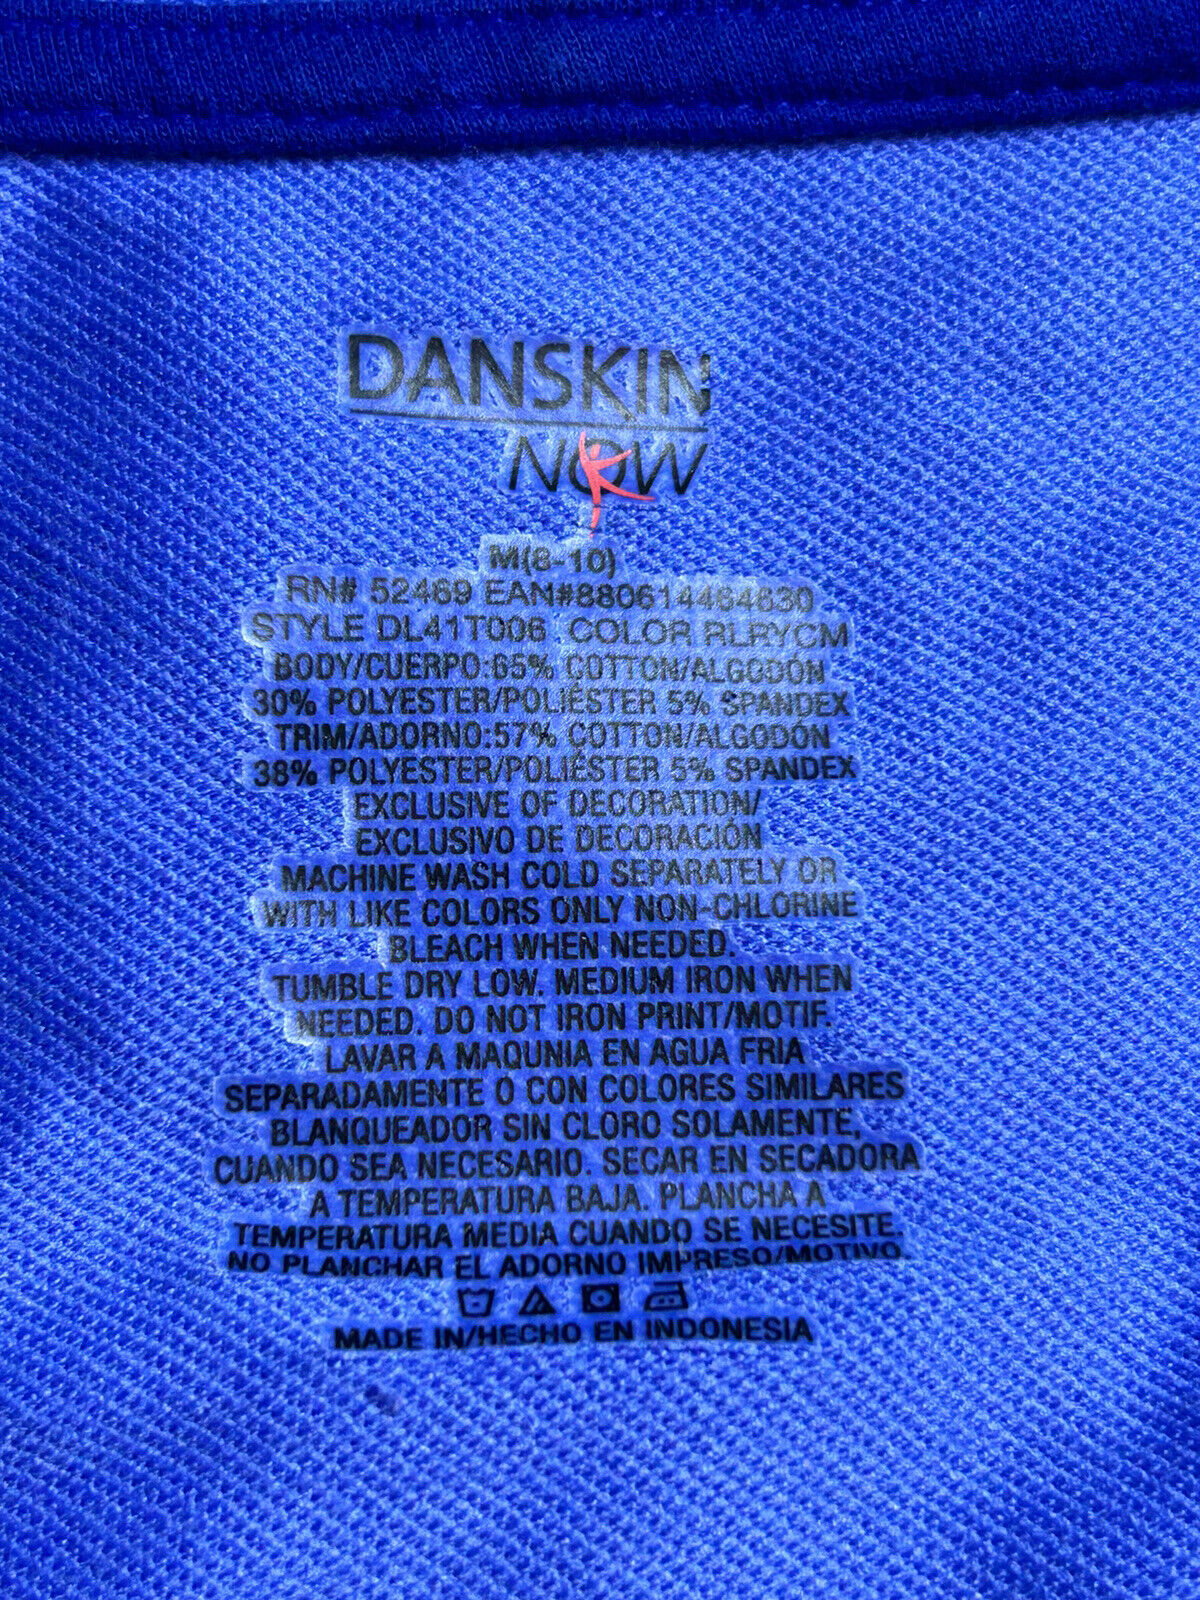 DANSKIN
NOW
M(8-10)
RN# 52469 EAN#880614484630
STYLE DL41T006 COLOR RLRYCM
BODY/CUERPO:65% COTTON/ALGODÓN
30% POLYESTER/POLIÉSTER 5% SPANDEX
TRIM/ADORNO:57% COTTON/ALGODÓN
38% POLYESTER/POLIÉSTER 5% SPANDEX
EXCLUSIVE OF DECORATION/
EXCLUSIVO DE DECORACIÓN
MACHINE WASH COLD SEPARATELY OR
WITH LIKE COLORS ONLY NON-CHLORINE
BLEACH WHEN NEEDED.
TUMBLE DRY LOW. MEDIUM IRON WHEN
NEEDED. DO NOT IRON PRINT/MOTIF.
LAVAR A MAQUNIA EN AGUA FRIA
SEPARADAMENTE O CON COLORES SIMILARES
BLANQUEADOR SIN CLORO SOLAMENTE,
CUANDO SEA NECESARIO. SECAR EN SECADORA
A TEMPERATURA BAJA. PLANCHA A
TEMPERATURA MEDIA CUANDO SE NECESITE.
NO PLANCHAR EL ADORNO IMPRESO/MOTIVO.
MADE IN/HECHO EN INDONESIA